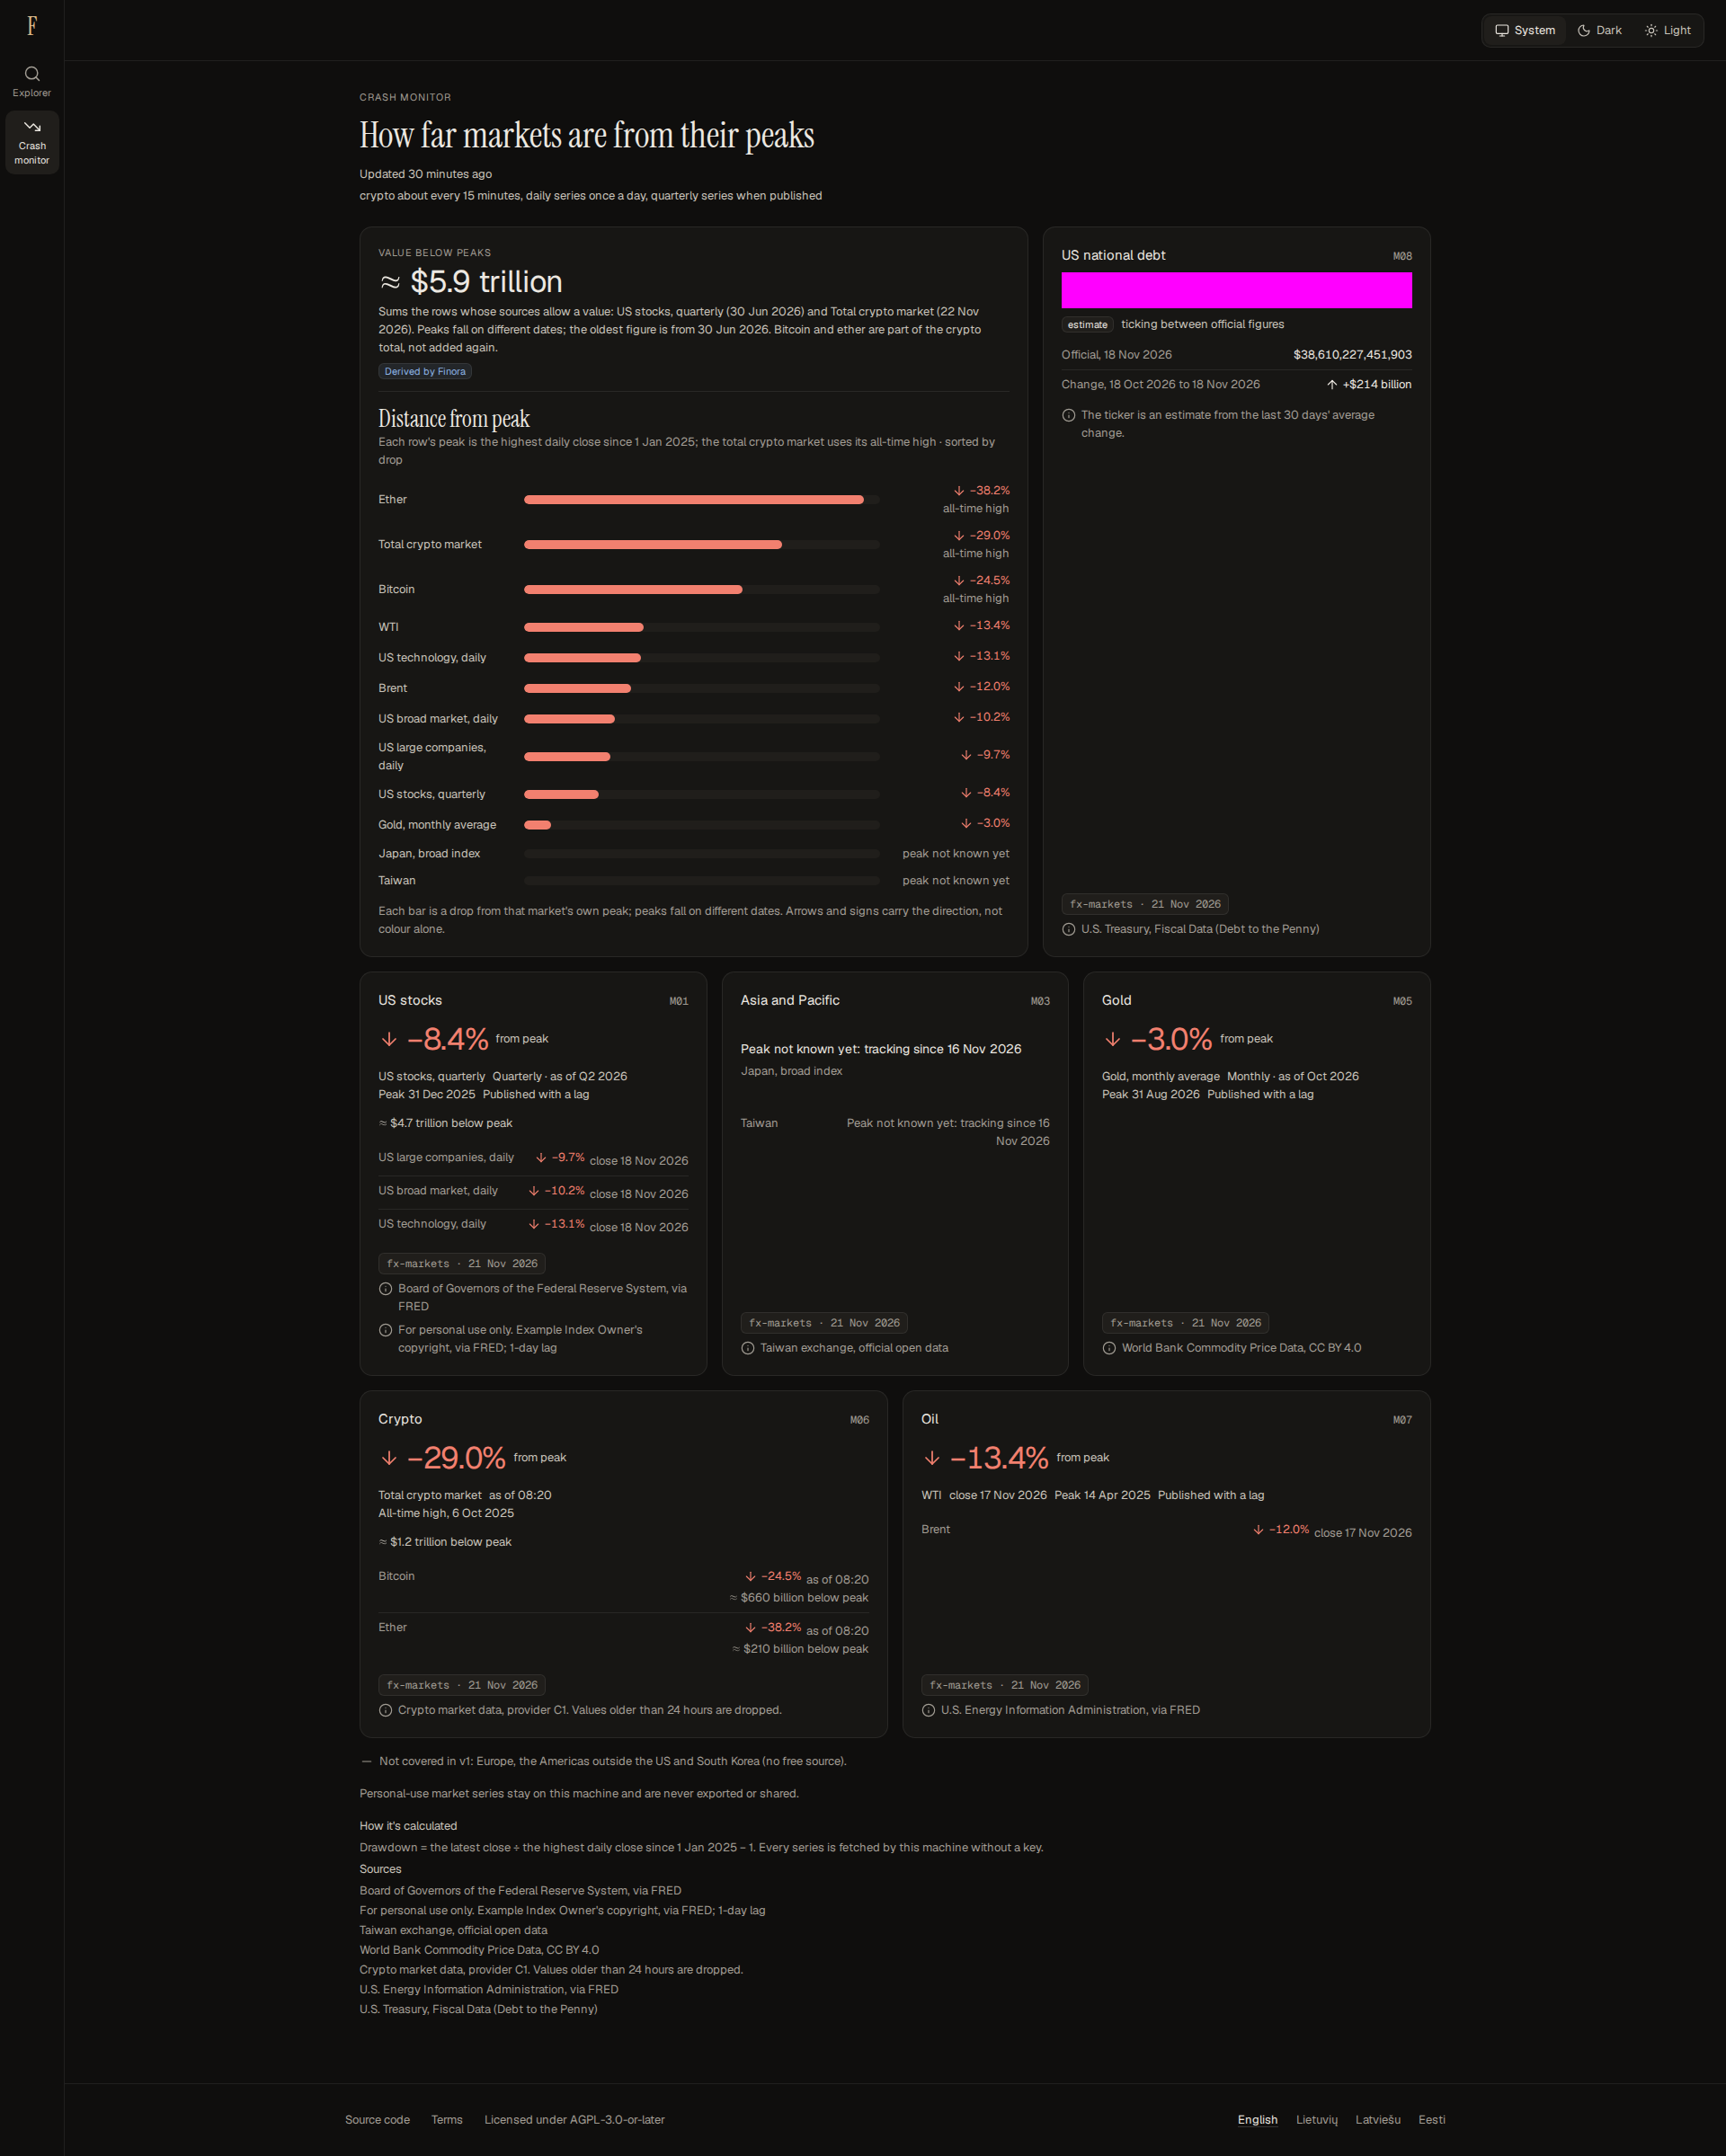 F
Explorer
Crash
monitor
System
Dark
Light
CRASH MONITOR
How far markets are from their peaks
Updated 30 minutes ago
crypto about every 15 minutes, daily series once a day, quarterly series when published
VALUE BELOW PEAKS
≈ $5.9 trillion
Sums the rows whose sources allow a value: US stocks, quarterly (30 Jun 2026) and Total crypto market (22 Nov
2026). Peaks fall on different dates; the oldest figure is from 30 Jun 2026. Bitcoin and ether are part of the crypto
total, not added again.
Derived by Finora
Distance from peak
Each row's peak is the highest daily close since 1 Jan 2025; the total crypto market uses its all-time high · sorted by
drop
Ether
↓ −38.2%
all-time high
Total crypto market
↓ −29.0%
all-time high
Bitcoin
↓ −24.5%
all-time high
WTI
↓ −13.4%
US technology, daily
↓ −13.1%
Brent
↓ −12.0%
US broad market, daily
↓ −10.2%
US large companies,
daily
↓ −9.7%
US stocks, quarterly
↓ −8.4%
Gold, monthly average
↓ −3.0%
Japan, broad index
peak not known yet
Taiwan
peak not known yet
Each bar is a drop from that market's own peak; peaks fall on different dates. Arrows and signs carry the direction, not
colour alone.
US national debt
M08
estimate ticking between official figures
Official, 18 Nov 2026 $38,610,227,451,903
Change, 18 Oct 2026 to 18 Nov 2026 ↑ +$214 billion
The ticker is an estimate from the last 30 days' average
change.
fx-markets · 21 Nov 2026
U.S. Treasury, Fiscal Data (Debt to the Penny)
US stocks
M01
↓ −8.4% from peak
US stocks, quarterly Quarterly · as of Q2 2026
Peak 31 Dec 2025 Published with a lag
≈ $4.7 trillion below peak
US large companies, daily ↓ −9.7% close 18 Nov 2026
US broad market, daily ↓ −10.2% close 18 Nov 2026
US technology, daily ↓ −13.1% close 18 Nov 2026
fx-markets · 21 Nov 2026
Board of Governors of the Federal Reserve System, via
FRED
For personal use only. Example Index Owner's
copyright, via FRED; 1-day lag
Asia and Pacific
M03
Peak not known yet: tracking since 16 Nov 2026
Japan, broad index
Taiwan Peak not known yet: tracking since 16
Nov 2026
fx-markets · 21 Nov 2026
Taiwan exchange, official open data
Gold
M05
↓ −3.0% from peak
Gold, monthly average Monthly · as of Oct 2026
Peak 31 Aug 2026 Published with a lag
fx-markets · 21 Nov 2026
World Bank Commodity Price Data, CC BY 4.0
Crypto
M06
↓ −29.0% from peak
Total crypto market as of 08:20
All-time high, 6 Oct 2025
≈ $1.2 trillion below peak
Bitcoin ↓ −24.5% as of 08:20
≈ $660 billion below peak
Ether ↓ −38.2% as of 08:20
≈ $210 billion below peak
fx-markets · 21 Nov 2026
Crypto market data, provider C1. Values older than 24 hours are dropped.
Oil
M07
↓ −13.4% from peak
WTI close 17 Nov 2026 Peak 14 Apr 2025 Published with a lag
Brent ↓ −12.0% close 17 Nov 2026
fx-markets · 21 Nov 2026
U.S. Energy Information Administration, via FRED
— Not covered in v1: Europe, the Americas outside the US and South Korea (no free source).
Personal-use market series stay on this machine and are never exported or shared.
How it's calculated
Drawdown = the latest close ÷ the highest daily close since 1 Jan 2025 − 1. Every series is fetched by this machine without a key.
Sources
Board of Governors of the Federal Reserve System, via FRED
For personal use only. Example Index Owner's copyright, via FRED; 1-day lag
Taiwan exchange, official open data
World Bank Commodity Price Data, CC BY 4.0
Crypto market data, provider C1. Values older than 24 hours are dropped.
U.S. Energy Information Administration, via FRED
U.S. Treasury, Fiscal Data (Debt to the Penny)
Source code Terms Licensed under AGPL-3.0-or-later
English Lietuvių Latviešu Eesti